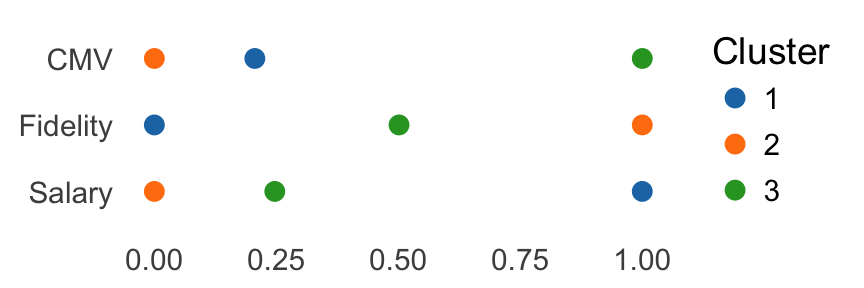 CMV
Fidelity
Salary
0.00 0.25 0.50 0.75 1.00
Cluster
1
2
3